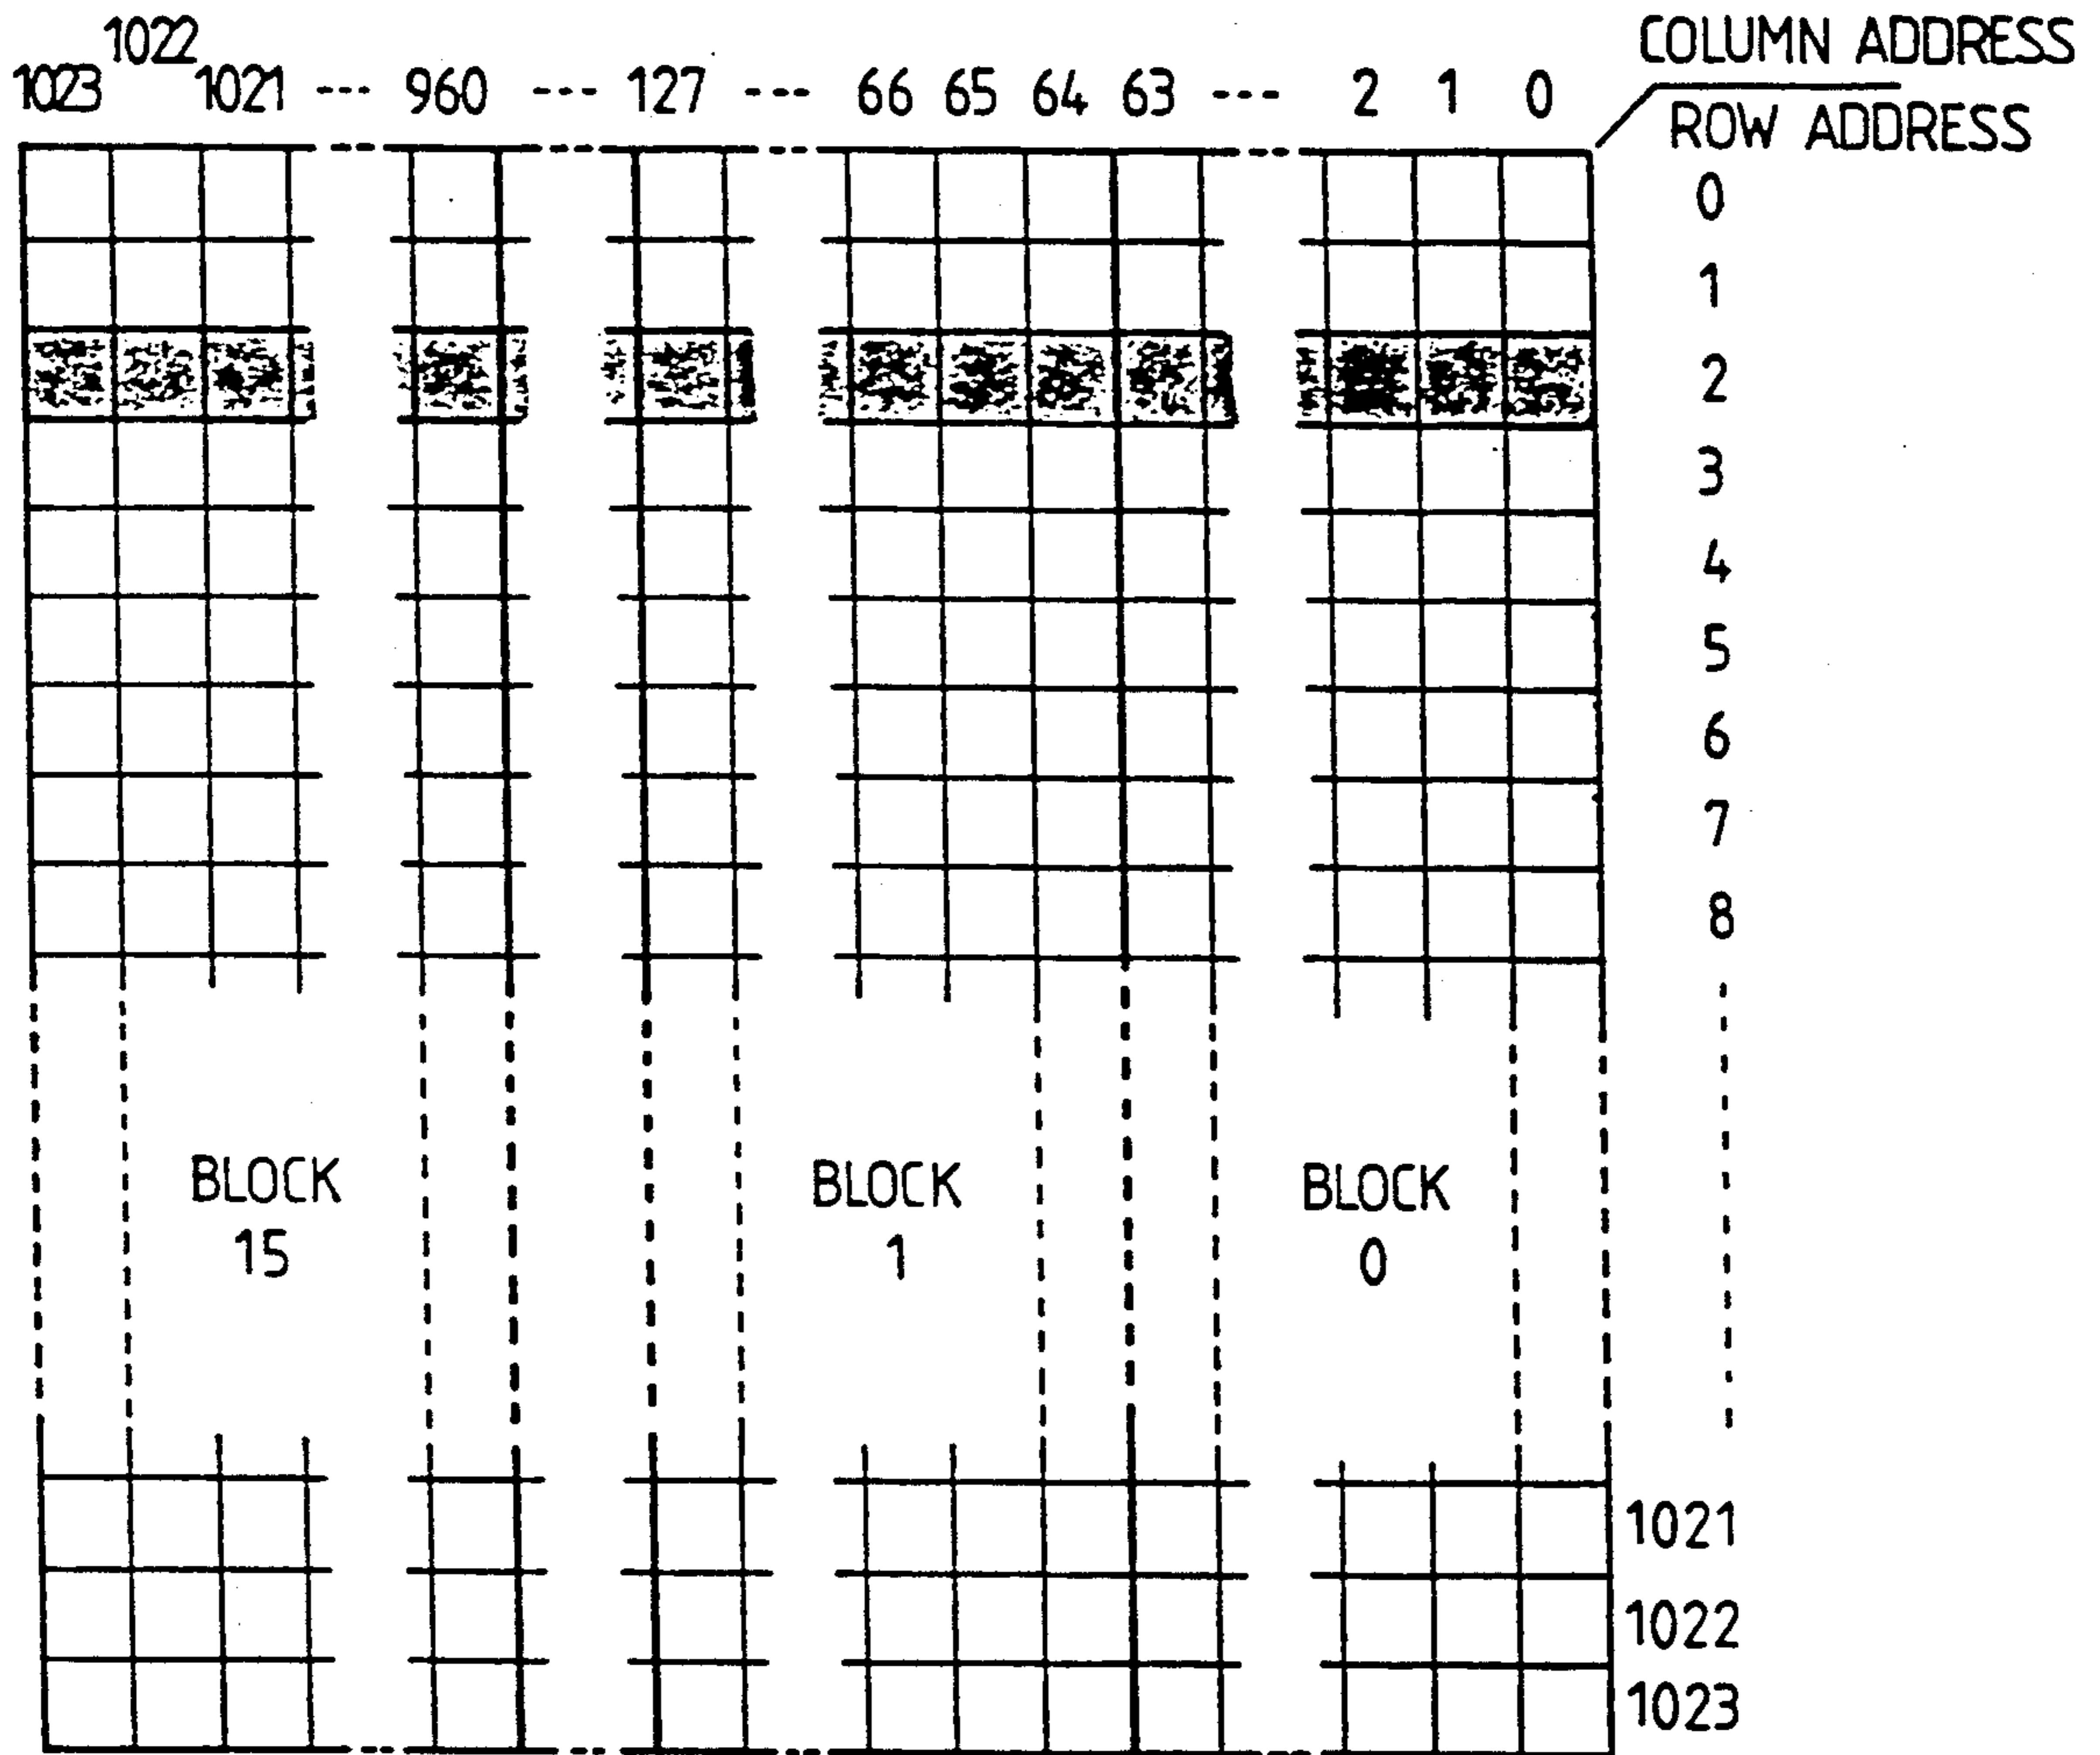 1022
COLUMN ADDRESS
1023 1021 --- 960 --- 127 --- 66 65 64 63 --- 2 1 0
ROW ADDRESS
0
1
2
3
4
5
6
7
8
BLOCK BLOCK BLOCK
15 1 0
1021
1022
1023